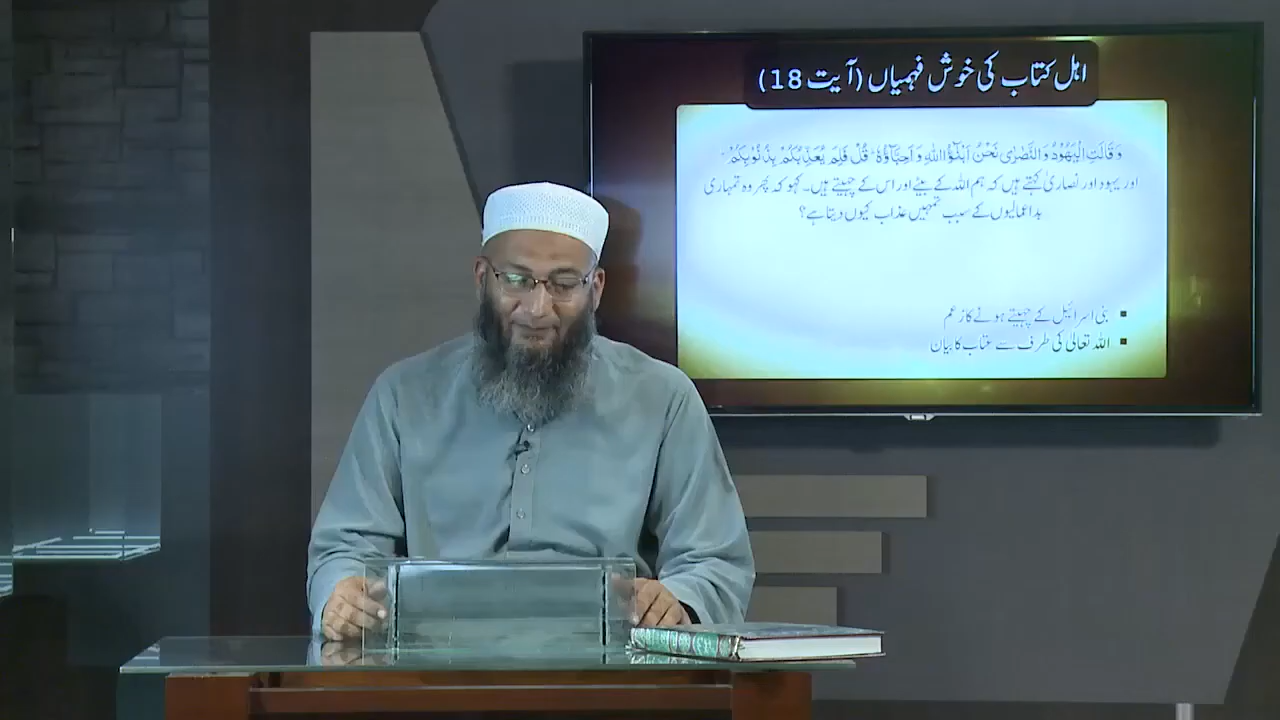 اہل کتاب کی خوش فہمیاں (آیت 18)
وَ قَالَتِ الْيَهُوْدُ وَ النَّصٰرٰى نَحْنُ اَبْنٰٓؤُا اللّٰهِ وَ اَحِبَّآؤُهٗ ؕ قُلْ فَلِمَ يُعَذِّبُكُمْ بِذُنُوْبِكُمْ ؕ
اور یہود اور نصاریٰ کہتے ہیں کہ ہم اللہ کے بیٹے اور اس کے چہیتے ہیں۔ کہو کہ پھر وہ تمہاری
بداعمالیوں کے سبب تمہیں عذاب کیوں دیتا ہے؟
▪ بنی اسرائیل کے چہیتے ہونے کا زعم
▪ اللہ تعالیٰ کی طرف سے عتاب کا بیان